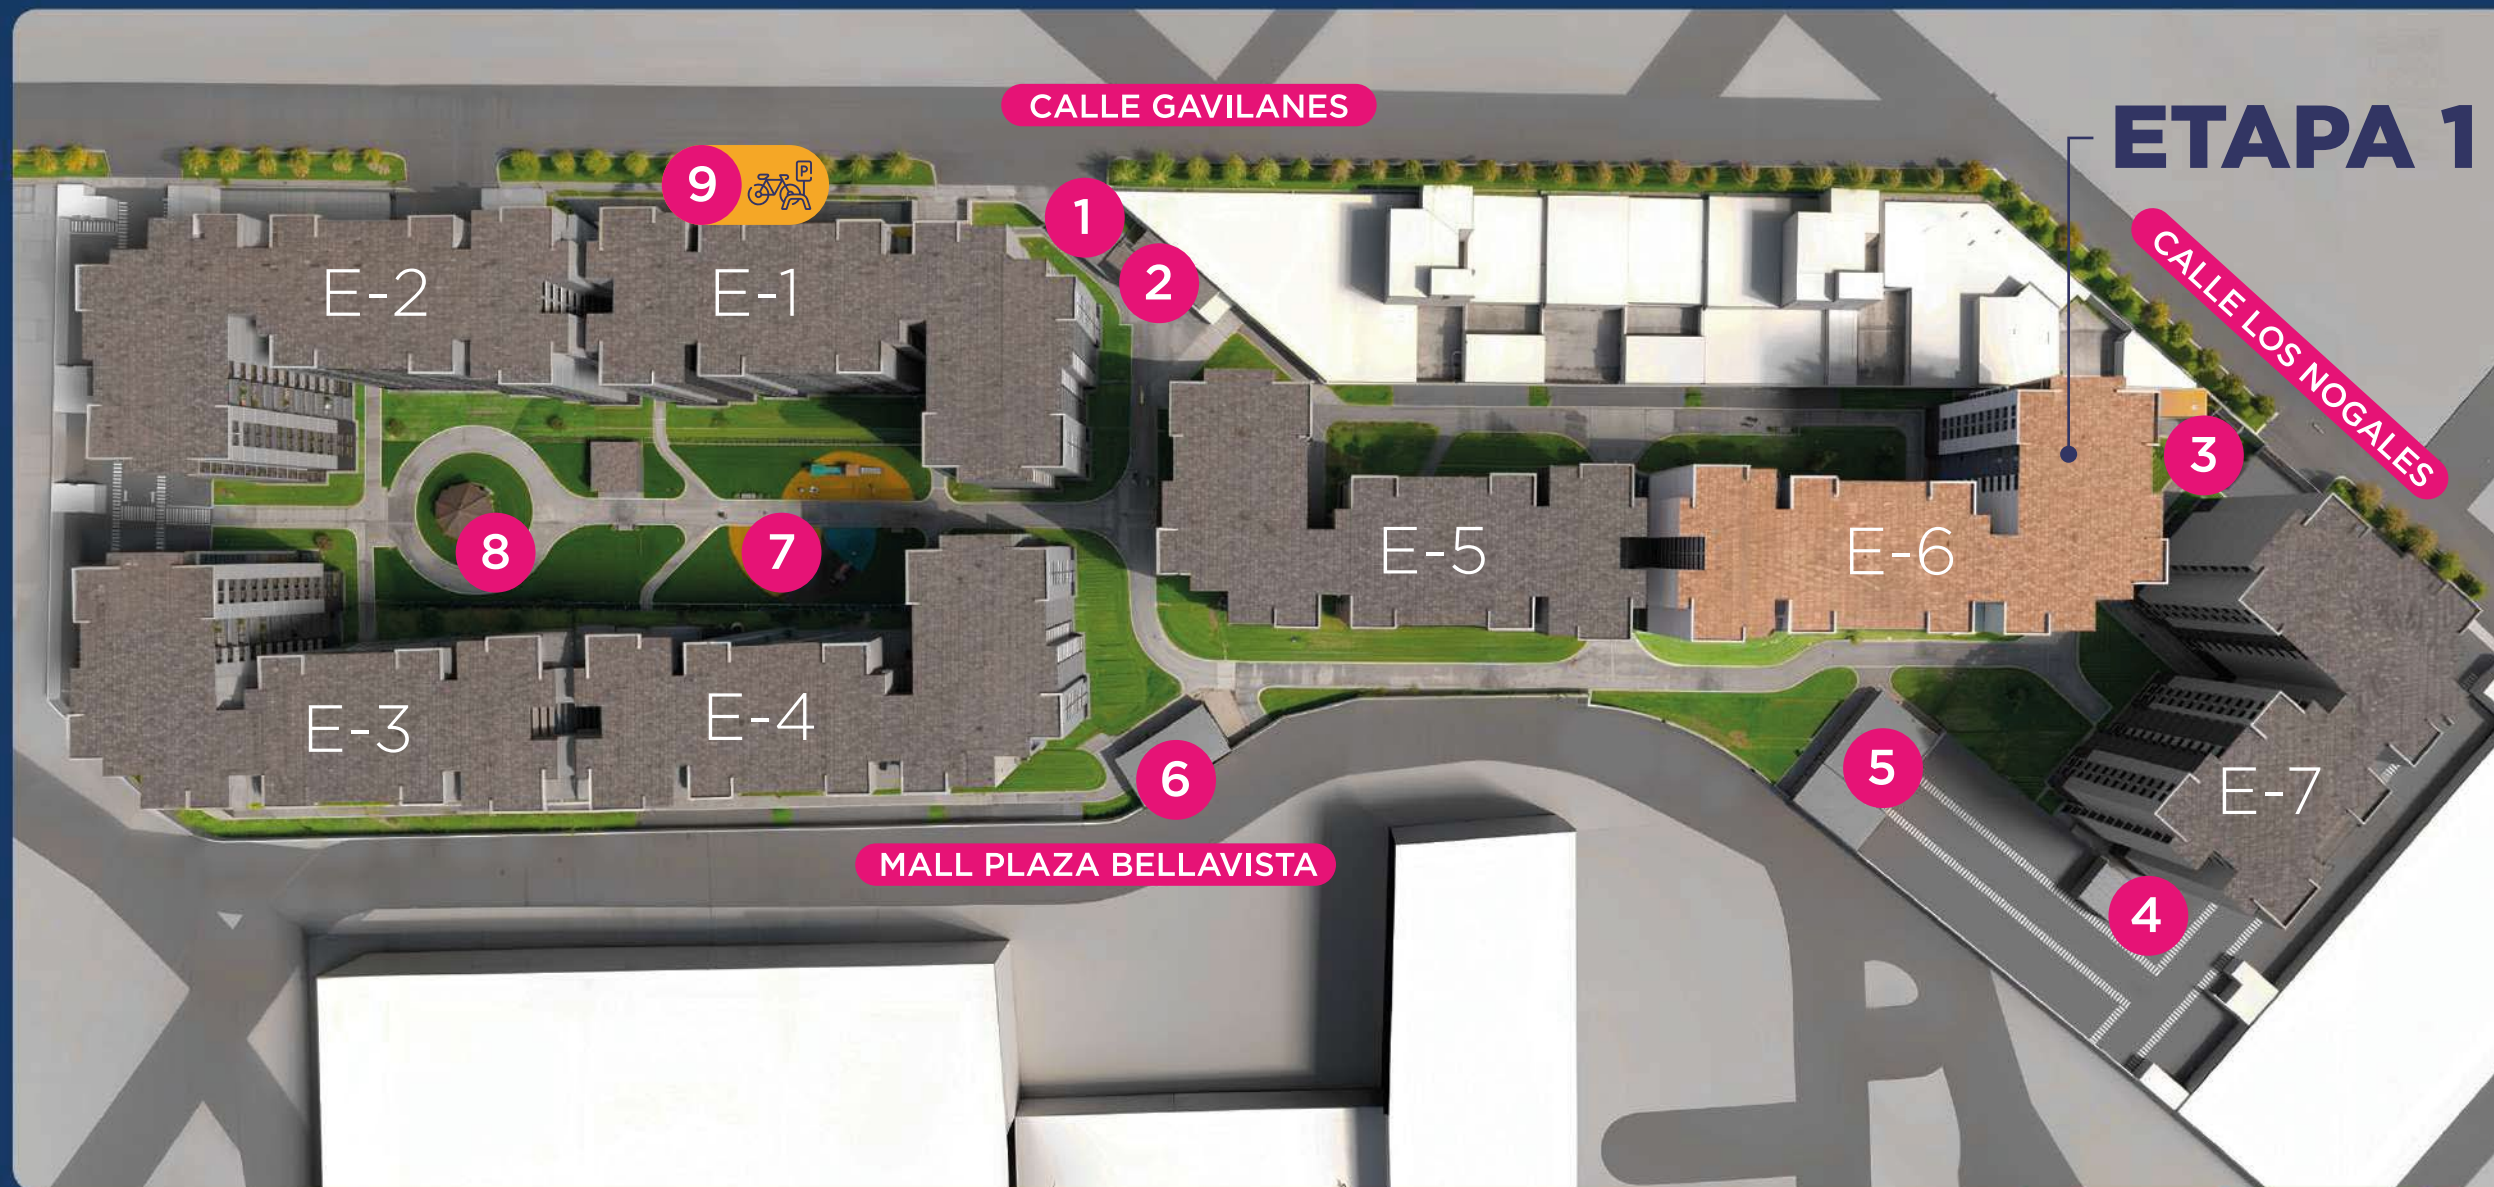 CALLE GAVILANES
ETAPA 1
9
P
1
2
CALLE LOS NOGALES
E-2
E-1
3
8
7
E-5
E-6
E-3
E-4
6
5
E-7
MALL PLAZA BELLAVISTA
4